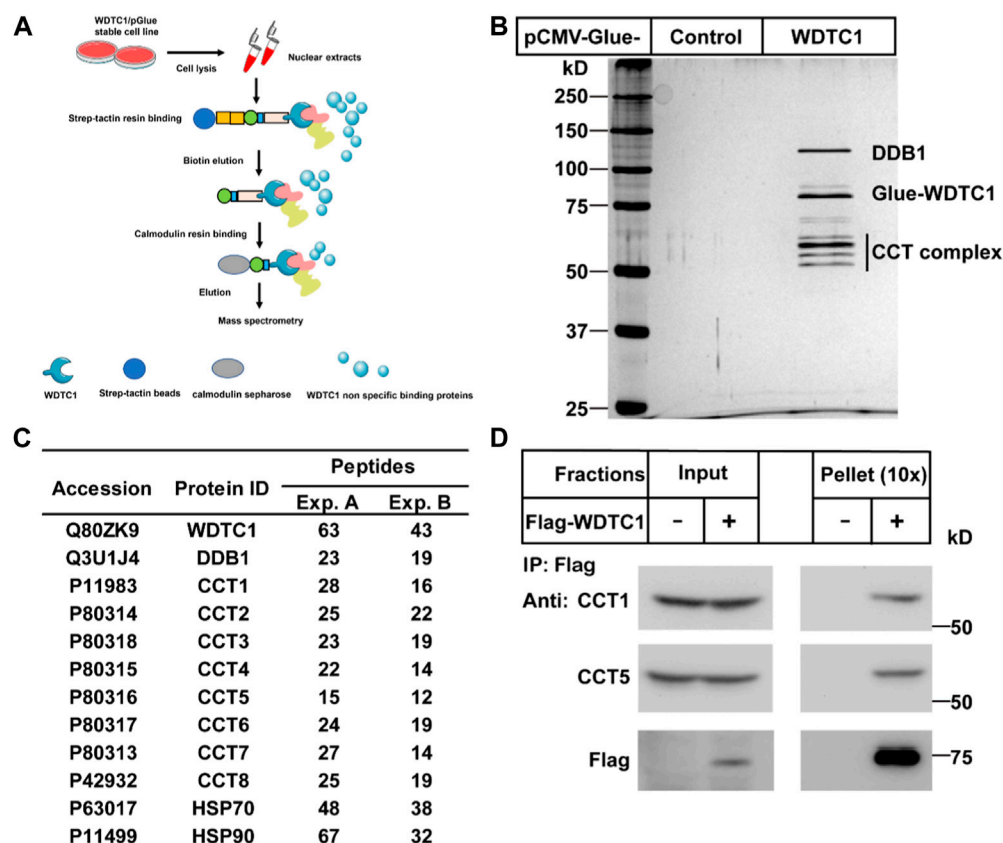 A
WDTC1/pGlue
stable cell line
Cell lysis
Nuclear extracts
Strep-tactin resin binding
Biotin elution
Calmodulin resin binding
Elution
Mass spectrometry
WDTC1
Strep-tactin beads
calmodulin sepharose
WDTC1 non specific binding proteins
B
pCMV-Glue- Control WDTC1
kD
250
150
100
75
50
37
25
DDB1
Glue-WDTC1
CCT complex
C
Peptides
Accession Protein ID
Exp. A Exp. B
Q80ZK9 WDTC1 63 43
Q3U1J4 DDB1 23 19
P11983 CCT1 28 16
P80314 CCT2 25 22
P80318 CCT3 23 19
P80315 CCT4 22 14
P80316 CCT5 15 12
P80317 CCT6 24 19
P80313 CCT7 27 14
P42932 CCT8 25 19
P63017 HSP70 48 38
P11499 HSP90 67 32
D
Fractions Input Pellet (10x)
Flag-WDTC1 - + - +
kD
IP: Flag
Anti: CCT1
50
CCT5
50
Flag
75